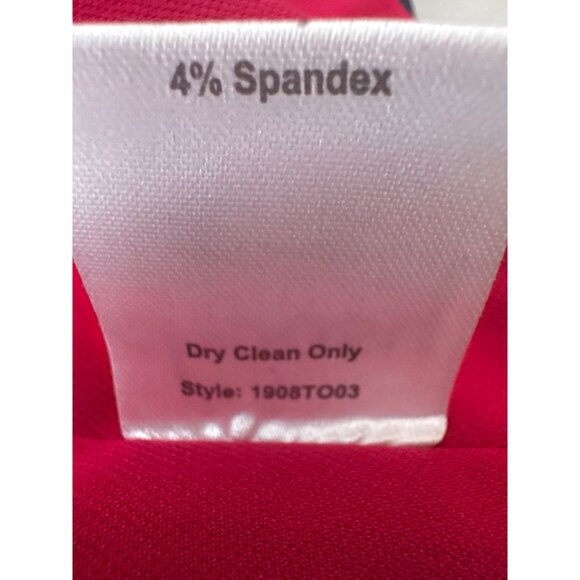 4% Spandex
Dry Clean Only
Style: 1908TO03